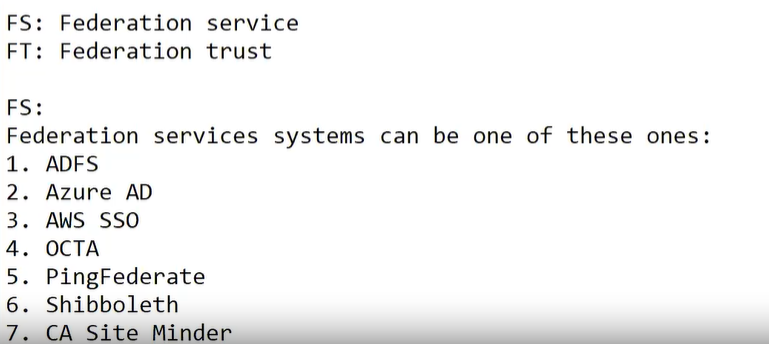 FS: Federation service
FT: Federation trust
FS:
Federation services systems can be one of these ones:
1. ADFS
2. Azure AD
3. AWS SSO
4. OCTA
5. PingFederate
6. Shibboleth
7. CA Site Minder